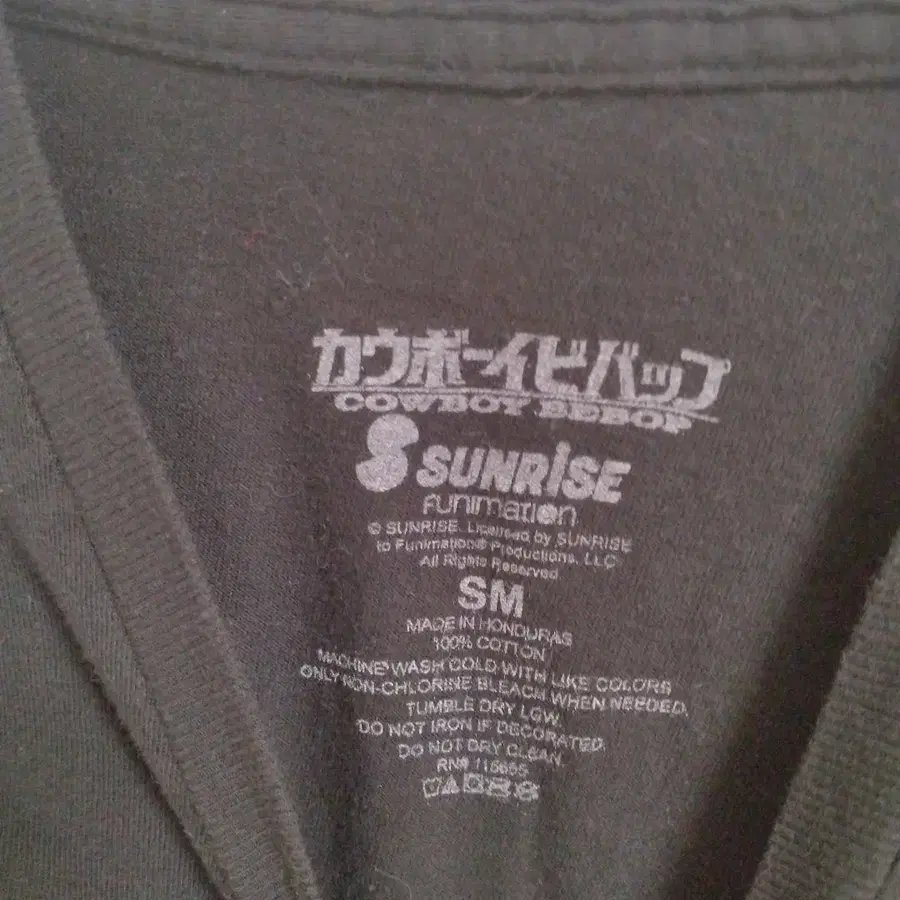 カウボーイビバップ
COWBOY BEBOP
SUNRISE
Funimation
© SUNRISE. Licensed by SUNRISE
to Funimation® Productions, LLC.
All Rights Reserved.
SM
MADE IN HONDURAS
100% COTTON
MACHINE WASH COLD WITH LIKE COLORS
ONLY NON-CHLORINE BLEACH WHEN NEEDED.
TUMBLE DRY LOW.
DO NOT IRON IF DECORATED.
DO NOT DRY CLEAN.